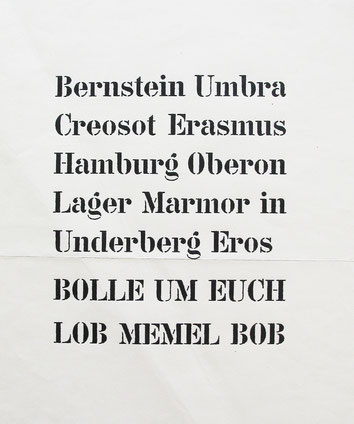 Bernstein Umbra
Creosot Erasmus
Hamburg Oberon
Lager Marmor in
Underberg Eros
BOLLE UM EUCH
LOB MEMEL BOB